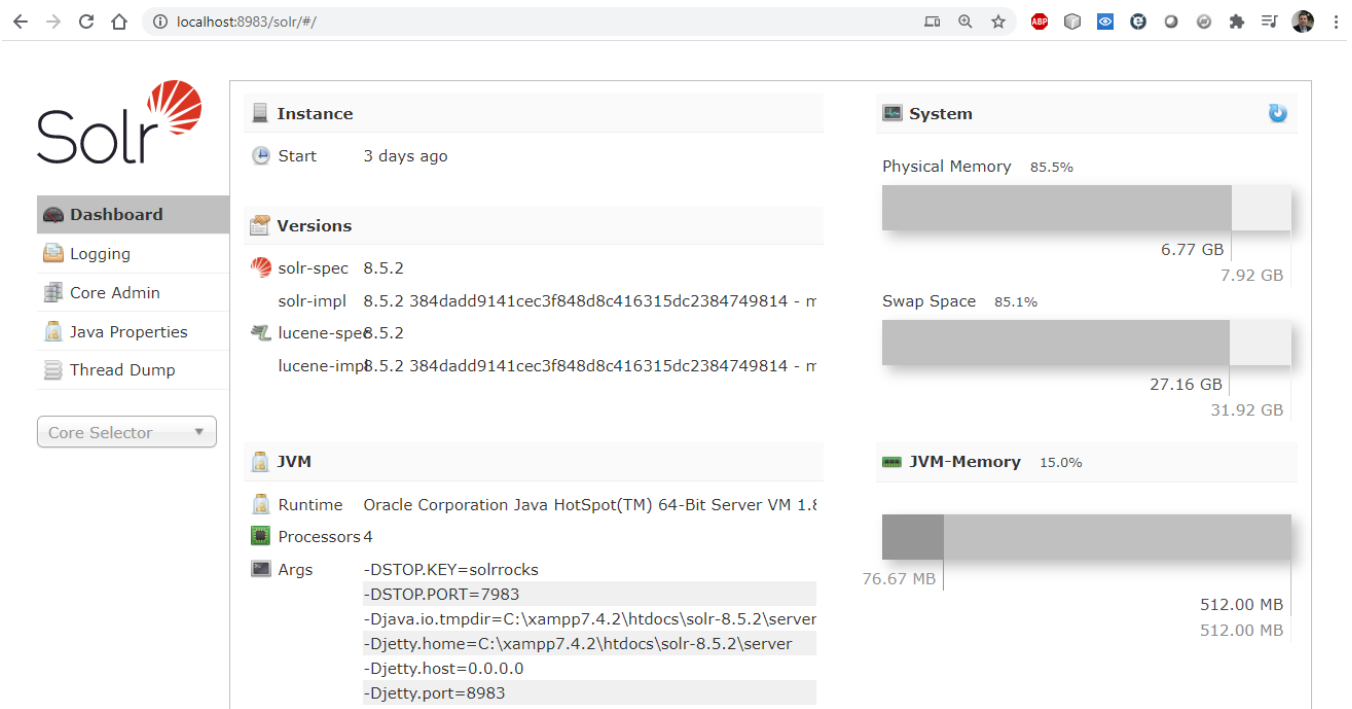 localhost:8983/solr/#/
ABP
Solr
Dashboard
Logging
Core Admin
Java Properties
Thread Dump
Core Selector
Instance
Start 3 days ago
Versions
solr-spec 8.5.2
solr-impl 8.5.2 384dadd9141cec3f848d8c416315dc2384749814 - m
lucene-spec 8.5.2
lucene-impl 8.5.2 384dadd9141cec3f848d8c416315dc2384749814 - m
JVM
Runtime Oracle Corporation Java HotSpot(TM) 64-Bit Server VM 1.8
Processors 4
Args -DSTOP.KEY=solrrocks
-DSTOP.PORT=7983
-Djava.io.tmpdir=C:\xampp7.4.2\htdocs\solr-8.5.2\server
-Djetty.home=C:\xampp7.4.2\htdocs\solr-8.5.2\server
-Djetty.host=0.0.0.0
-Djetty.port=8983
System
Physical Memory 85.5%
6.77 GB
7.92 GB
Swap Space 85.1%
27.16 GB
31.92 GB
JVM-Memory 15.0%
76.67 MB
512.00 MB
512.00 MB